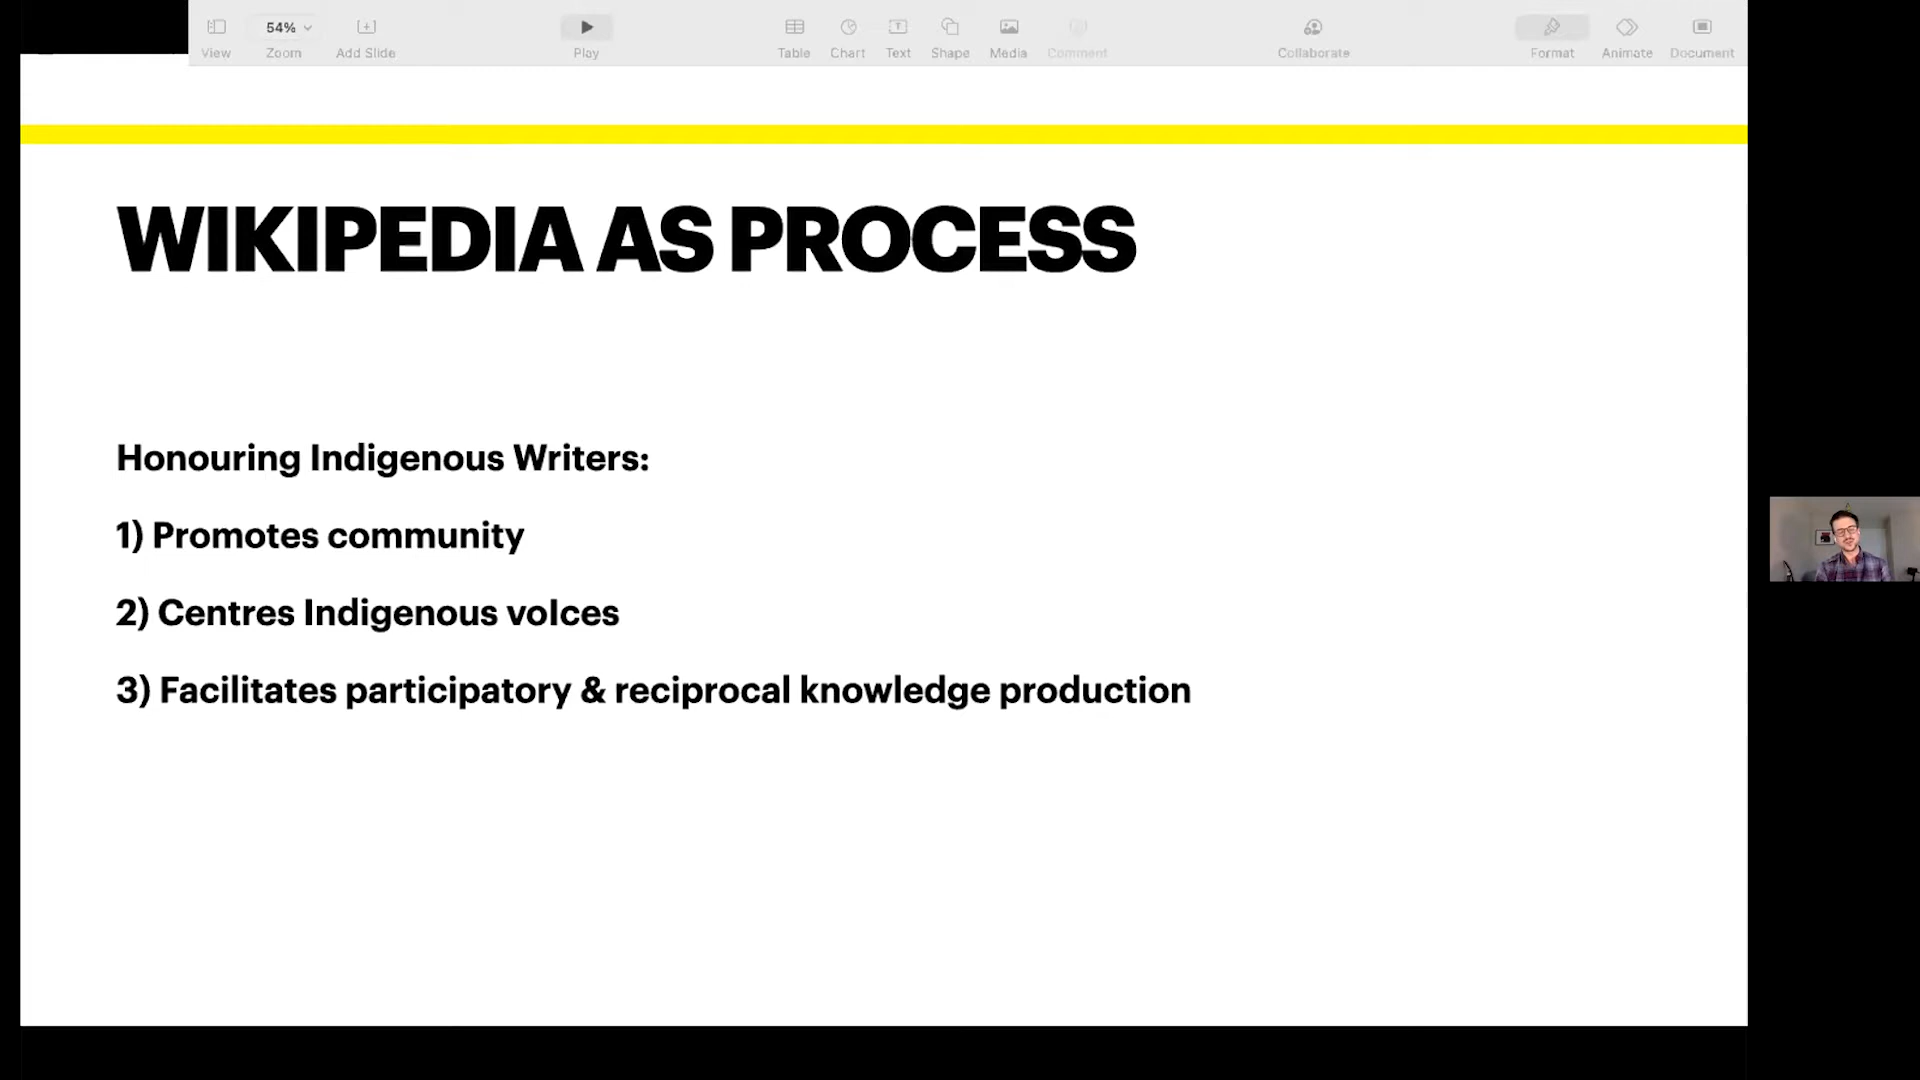 54%
View
Zoom
Add Slide
Play
Table
Chart
Text
Shape
Media
Comment
Collaborate
Format
Animate
Document
WIKIPEDIA AS PROCESS
Honouring Indigenous Writers:
1) Promotes community
2) Centres Indigenous voIces
3) Facilitates participatory & reciprocal knowledge production